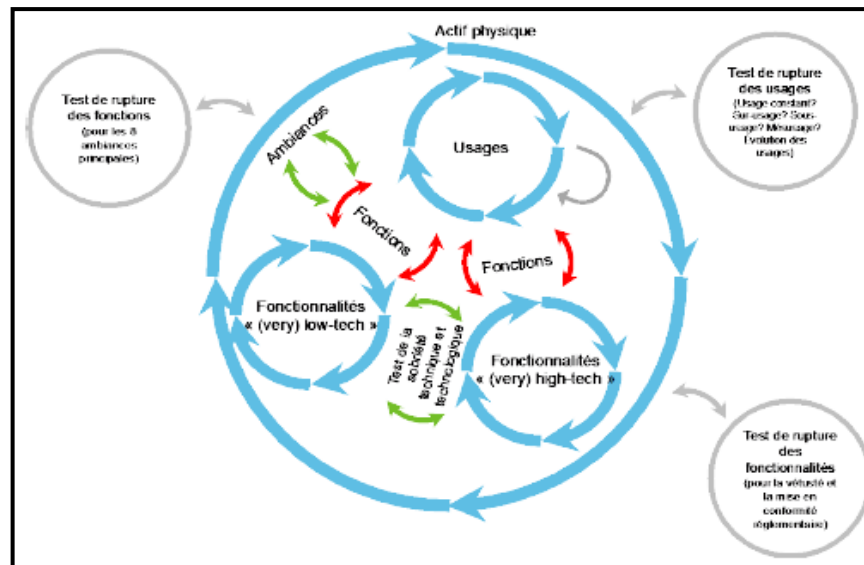 Actif physique
Test de rupture
des fonctions
(pour les 8
ambiances
principales)
Test de rupture
des usages
(Usage constant?
Sur-usage? Sous-
usage? Mésusage?
Évolution des
usages)
Ambiances
Usages
Fonctions
Fonctions
Fonctionnalités
« (very) low-tech »
Test de la
sobriété
technique et
technologique
Fonctionnalités
« (very) high-tech »
Test de rupture
des
fonctionnalités
(pour la vétusté et
la mise en
conformité
réglementaire)